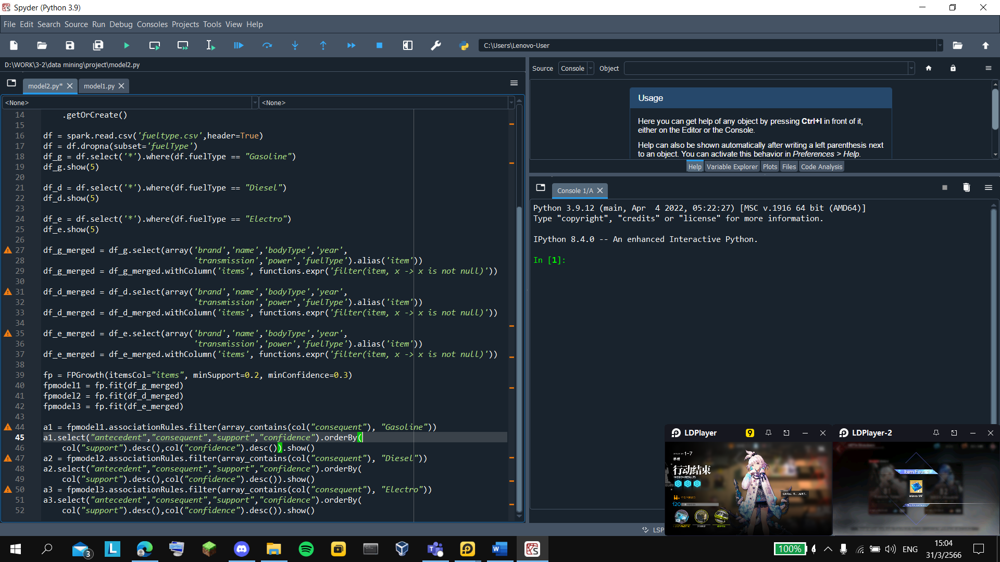 Spyder (Python 3.9)
File Edit Search Source Run Debug Consoles Projects Tools View Help
C:\Users\Lenovo-User
D:\WORK\3-2\data mining\project\model2.py
model2.py*
model1.py
<None>
<None>
14 .getOrCreate()
15
16 df = spark.read.csv('fueltype.csv',header=True)
17 df = df.dropna(subset='fuelType')
18 df_g = df.select('*').where(df.fuelType == "Gasoline")
19 df_g.show(5)
20
21 df_d = df.select('*').where(df.fuelType == "Diesel")
22 df_d.show(5)
23
24 df_e = df.select('*').where(df.fuelType == "Electro")
25 df_e.show(5)
26
27 df_g_merged = df_g.select(array('brand','name','bodyType','year',
28 'transmission','power','fuelType').alias('item'))
29 df_g_merged = df_g_merged.withColumn('items', functions.expr('filter(item, x -> x is not null)'))
30
31 df_d_merged = df_d.select(array('brand','name','bodyType','year',
32 'transmission','power','fuelType').alias('item'))
33 df_d_merged = df_d_merged.withColumn('items', functions.expr('filter(item, x -> x is not null)'))
34
35 df_e_merged = df_e.select(array('brand','name','bodyType','year',
36 'transmission','power','fuelType').alias('item'))
37 df_e_merged = df_e_merged.withColumn('items', functions.expr('filter(item, x -> x is not null)'))
38
39 fp = FPGrowth(itemsCol="items", minSupport=0.2, minConfidence=0.3)
40 fpmodel1 = fp.fit(df_g_merged)
41 fpmodel2 = fp.fit(df_d_merged)
42 fpmodel3 = fp.fit(df_e_merged)
43
44 a1 = fpmodel1.associationRules.filter(array_contains(col("consequent"), "Gasoline"))
45 a1.select("antecedent","consequent","support","confidence").orderBy(
46 col("support").desc(),col("confidence").desc()).show()
47 a2 = fpmodel2.associationRules.filter(array_contains(col("consequent"), "Diesel"))
48 a2.select("antecedent","consequent","support","confidence").orderBy(
49 col("support").desc(),col("confidence").desc()).show()
50 a3 = fpmodel3.associationRules.filter(array_contains(col("consequent"), "Electro"))
51 a3.select("antecedent","consequent","support","confidence").orderBy(
52 col("support").desc(),col("confidence").desc()).show()
Source Console Object
Usage
Here you can get help of any object by pressing Ctrl+I in front of it,
either on the Editor or the Console.
Help can also be shown automatically after writing a left parenthesis next
to an object. You can activate this behavior in Preferences > Help.
Help Variable Explorer Plots Files Code Analysis
Console 1/A
Python 3.9.12 (main, Apr  4 2022, 05:22:27) [MSC v.1916 64 bit (AMD64)]
Type "copyright", "credits" or "license" for more information.
IPython 8.4.0 -- An enhanced Interactive Python.
In [1]:
LSP
LDPlayer
9
1-7
行动结束
MISSION RESULTS
120
LDPlayer-2
Item Found
3
100%
ENG
15:04
31/3/2566